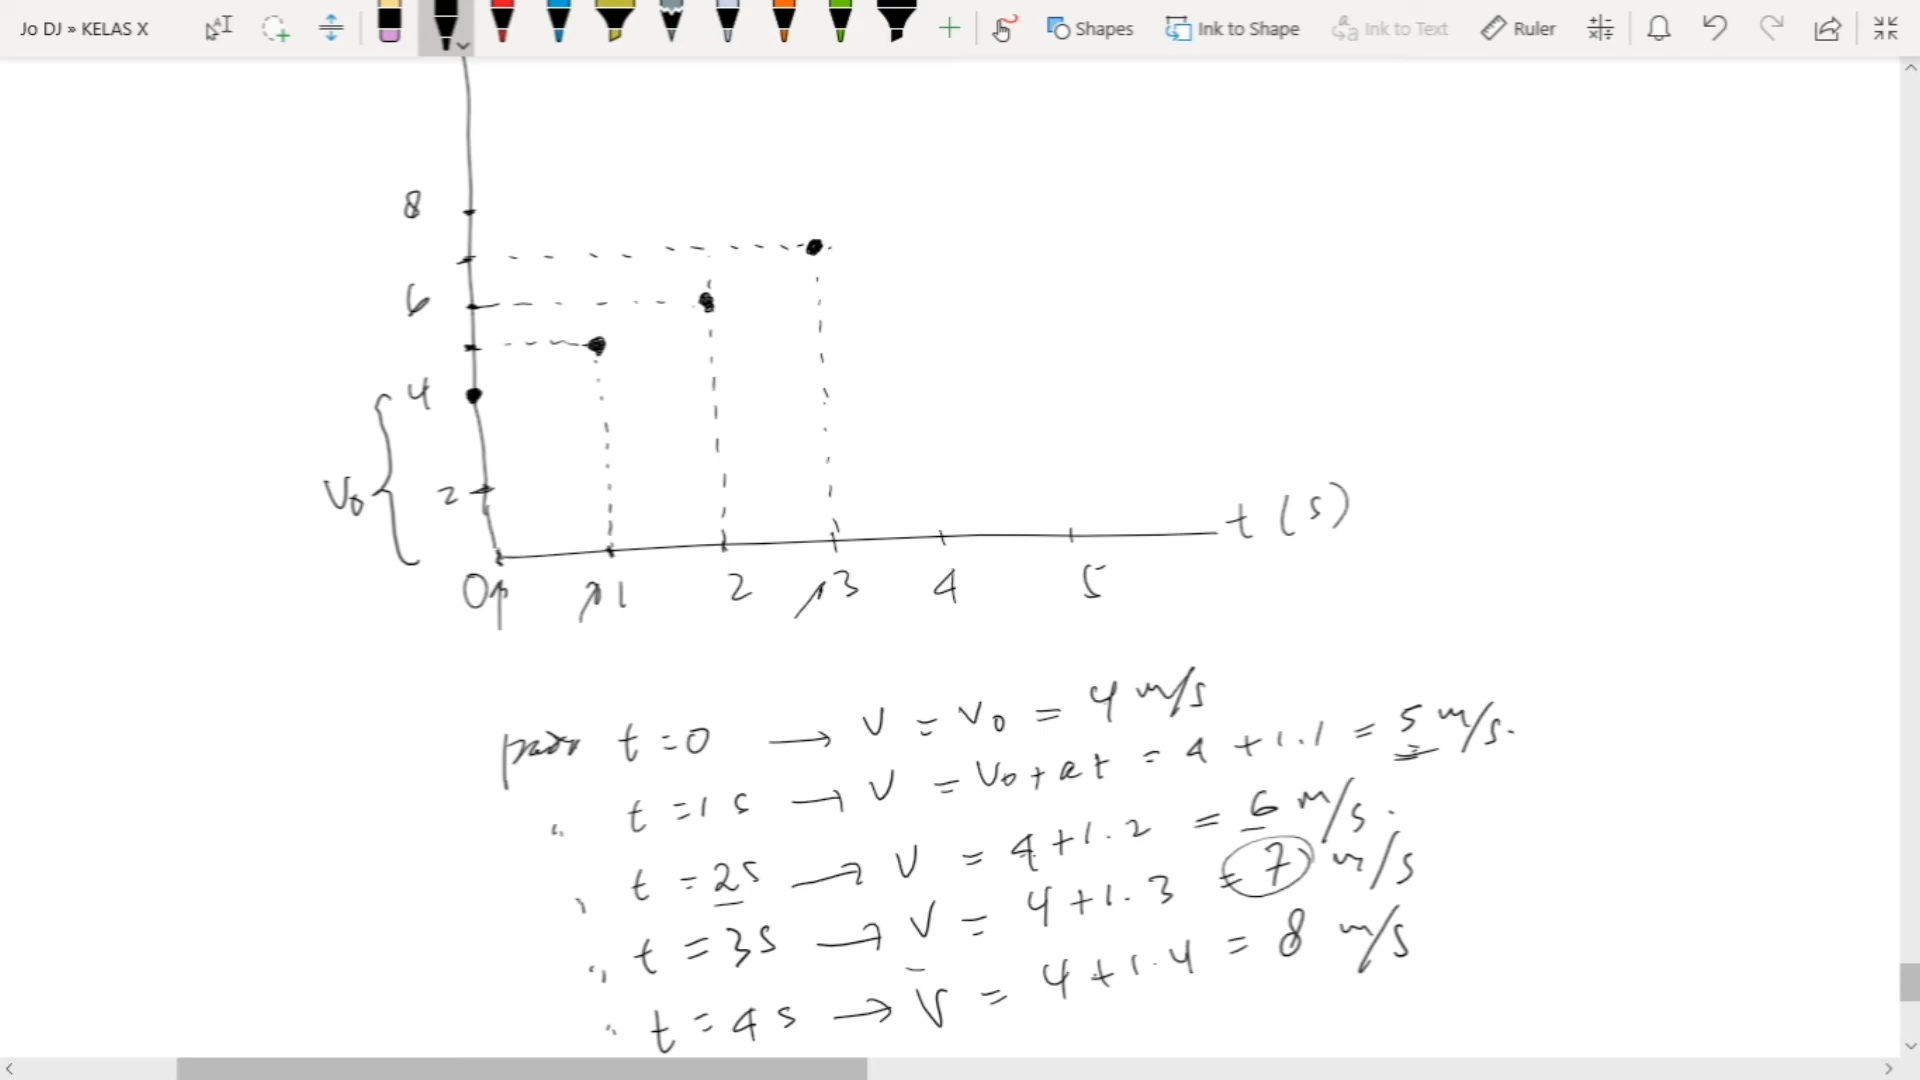 Jo DJ » KELAS X
Shapes
Ink to Shape
Ink to Text
Ruler
8
6
4
V₀
2
t (s)
0 1 2 3 4 5
pada t = 0 → V = V₀ = 4 m/s
" t = 1 s → V = V₀ + at = 4 + 1.1 = 5 m/s.
" t = 2s → V = 4 + 1.2 = 6 m/s.
" t = 3s → V = 4 + 1.3 = 7 m/s
" t = 4 s → V = 4 + 1.4 = 8 m/s